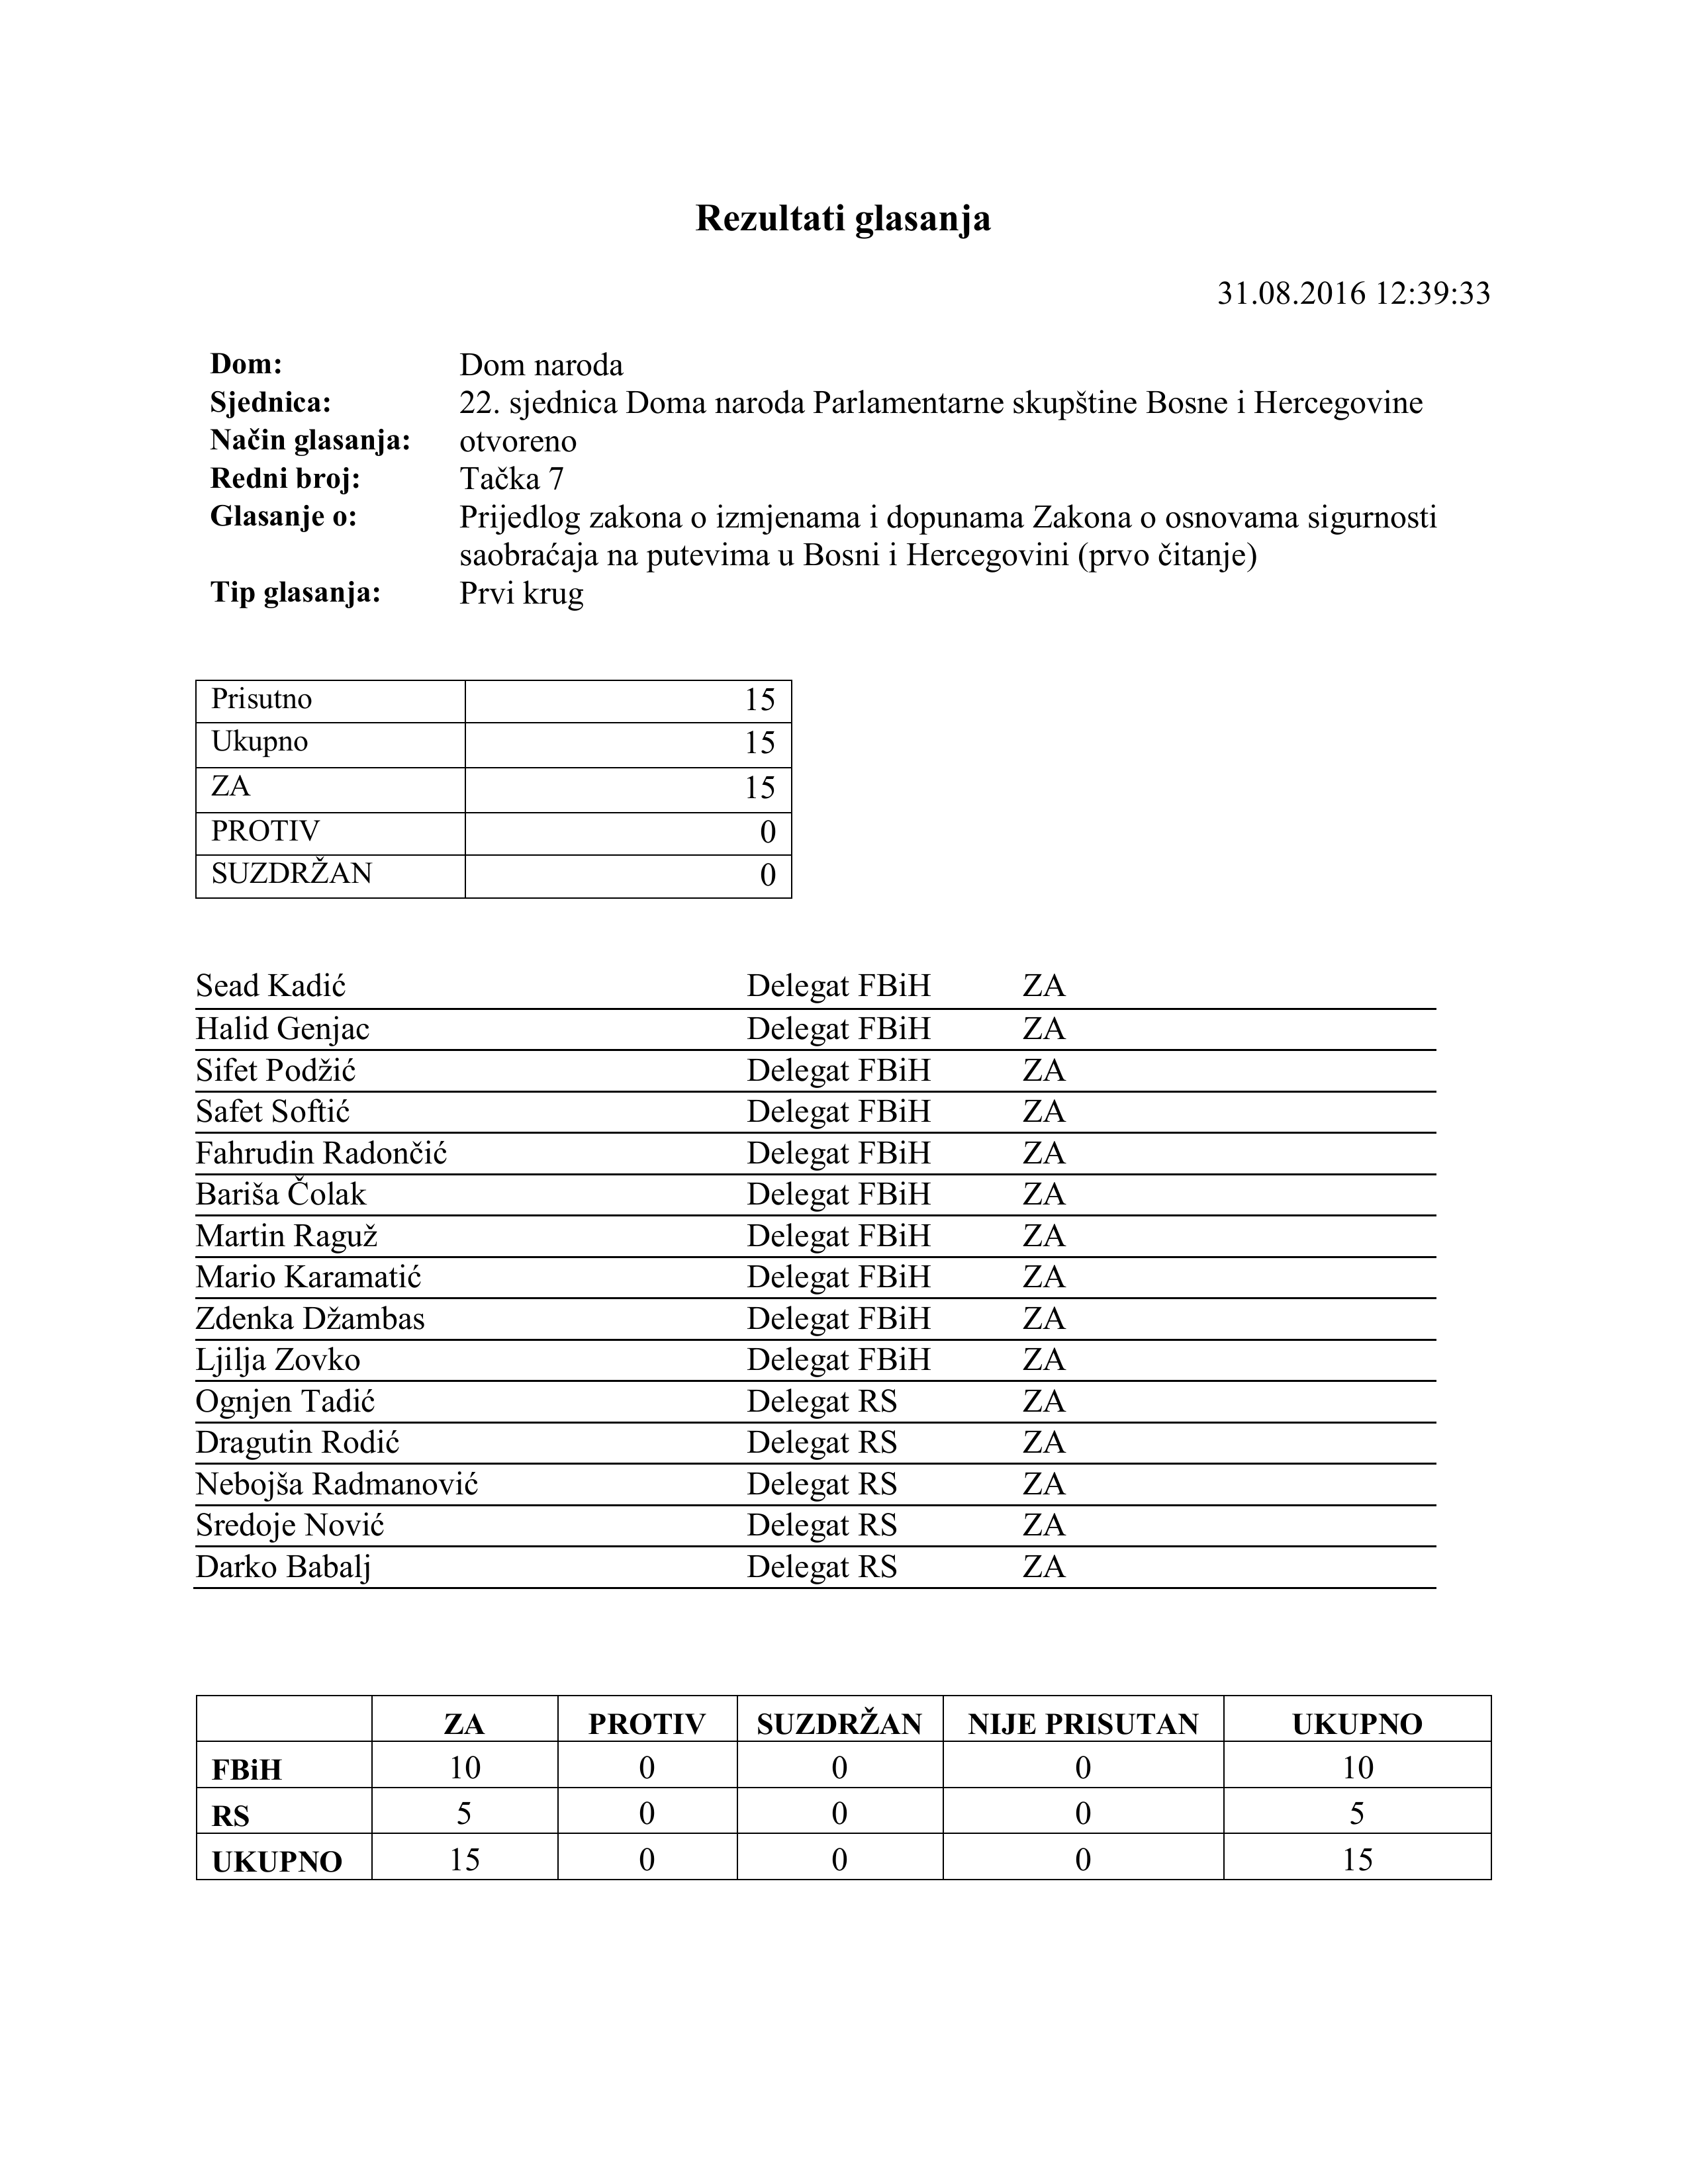 Rezultati glasanja
31.08.2016 12:39:33
Dom: Dom naroda
Sjednica: 22. sjednica Doma naroda Parlamentarne skupštine Bosne i Hercegovine
Način glasanja: otvoreno
Redni broj: Tačka 7
Glasanje o: Prijedlog zakona o izmjenama i dopunama Zakona o osnovama sigurnosti
saobraćaja na putevima u Bosni i Hercegovini (prvo čitanje)
Tip glasanja: Prvi krug
Prisutno 15
Ukupno 15
ZA 15
PROTIV 0
SUZDRŽAN 0
Sead Kadić Delegat FBiH ZA
Halid Genjac Delegat FBiH ZA
Sifet Podžić Delegat FBiH ZA
Safet Softić Delegat FBiH ZA
Fahrudin Radončić Delegat FBiH ZA
Bariša Čolak Delegat FBiH ZA
Martin Raguž Delegat FBiH ZA
Mario Karamatić Delegat FBiH ZA
Zdenka Džambas Delegat FBiH ZA
Ljilja Zovko Delegat FBiH ZA
Ognjen Tadić Delegat RS ZA
Dragutin Rodić Delegat RS ZA
Nebojša Radmanović Delegat RS ZA
Sredoje Nović Delegat RS ZA
Darko Babalj Delegat RS ZA
ZA PROTIV SUZDRŽAN NIJE PRISUTAN UKUPNO
FBiH 10 0 0 0 10
RS 5 0 0 0 5
UKUPNO 15 0 0 0 15